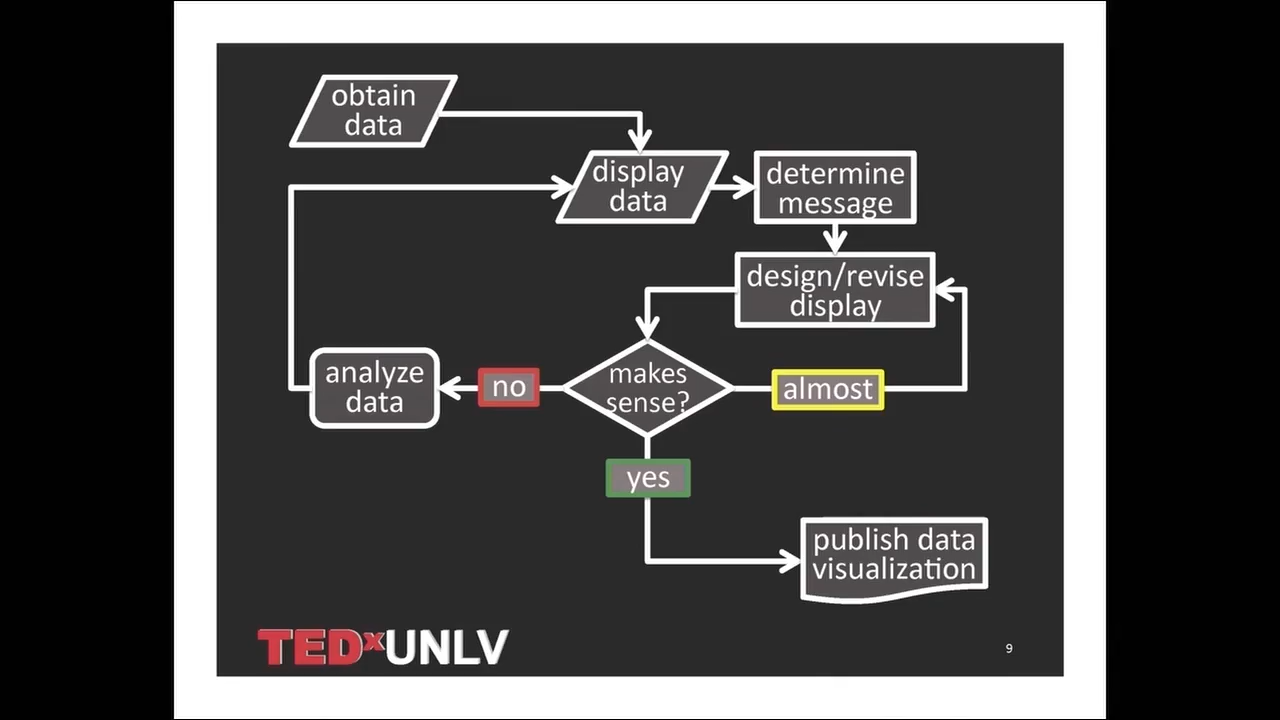 obtain
data
display
data
determine
message
design/revise
display
makes
sense?
analyze
data
no
almost
yes
publish data
visualization
TEDxUNLV
9